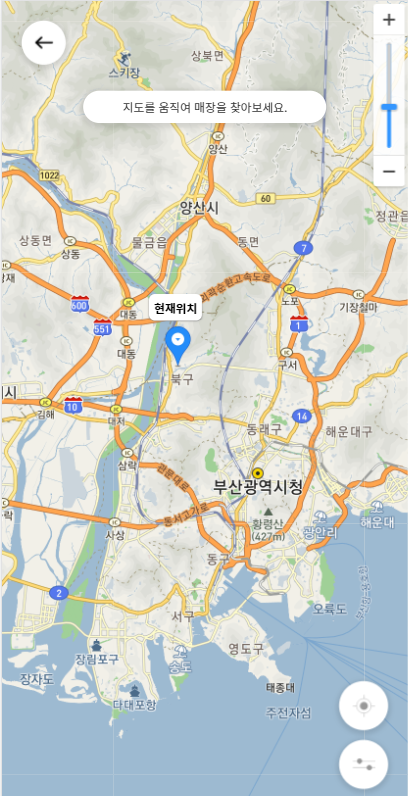 상북면
스키장
지도를 움직여 매장을 찾아보세요.
양산
1022
60
양산시
정관읍
상동면
상동
물금읍
동면
7
외곽순환고속도로
600
대동
현재위치
노포
기장철마
551
1
대동
구서
북구
시
김해
10
대저
14
동래구
해운대구
삼락
관문대로
부산광역시청
락
사상
동서고가로
황령산
(427m)
광안리
해운대
동구
2
서구
오륙도
장림포구
송도
영도구
장자도
다대포항
태종대
주전자섬